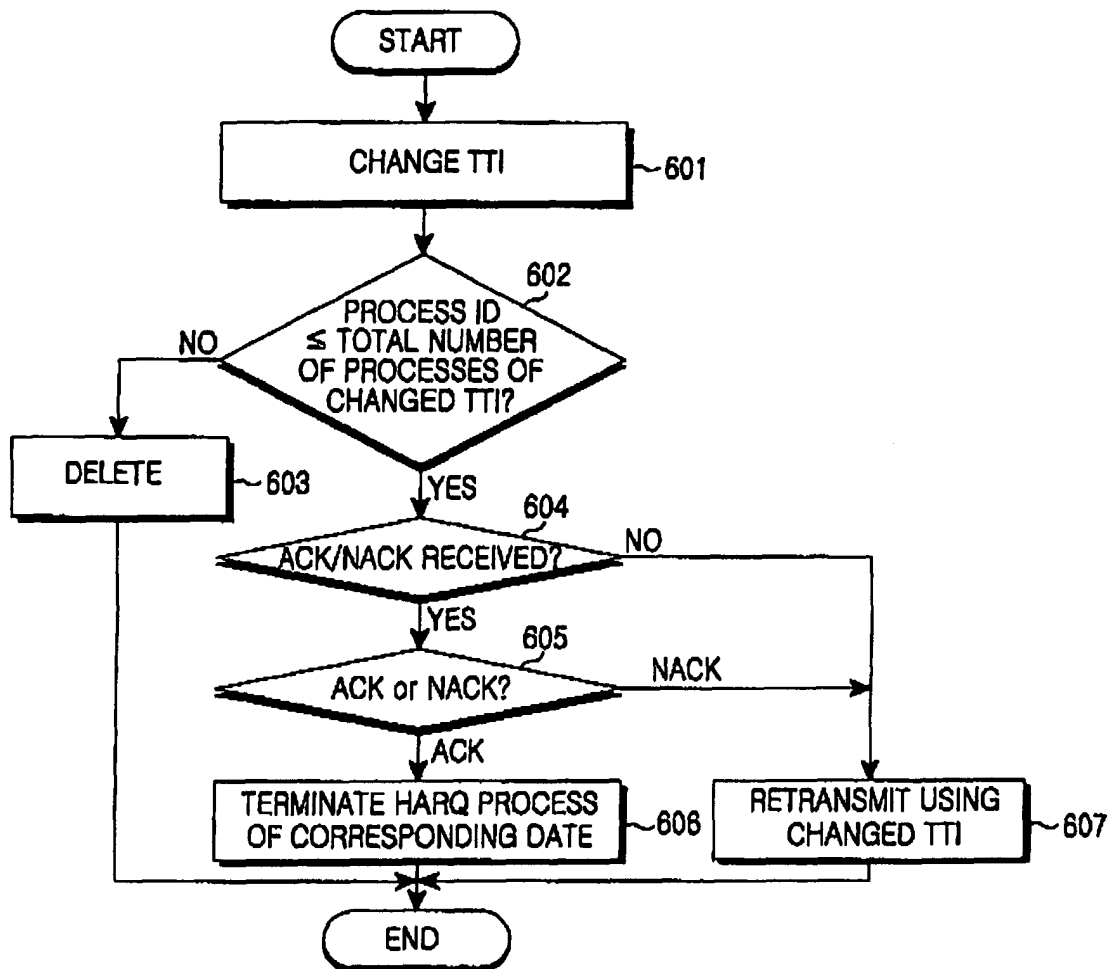 START
CHANGE TTI
601
602
PROCESS ID
≦ TOTAL NUMBER
OF PROCESSES OF
CHANGED TTI?
NO
DELETE
603
YES
604
ACK/NACK RECEIVED?
NO
YES
605
ACK or NACK?
NACK
ACK
TERMINATE HARQ PROCESS
OF CORRESPONDING DATE
606
RETRANSMIT USING
CHANGED TTI
607
END